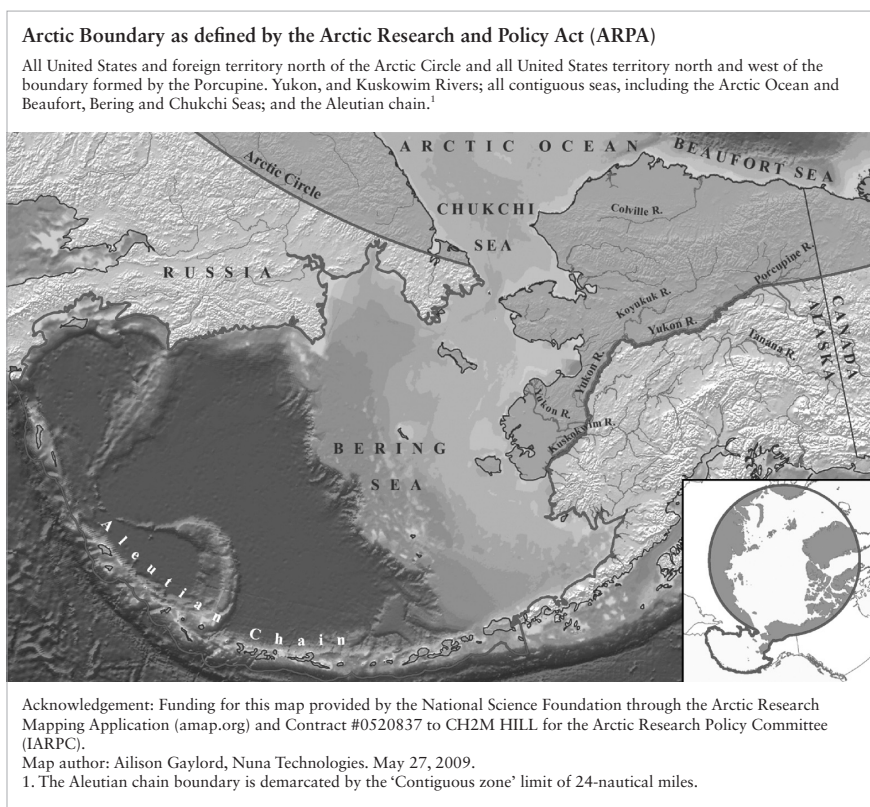 Arctic Boundary as defined by the Arctic Research and Policy Act (ARPA)
All United States and foreign territory north of the Arctic Circle and all United States territory north and west of the
boundary formed by the Porcupine. Yukon, and Kuskowim Rivers; all contiguous seas, including the Arctic Ocean and
Beaufort, Bering and Chukchi Seas; and the Aleutian chain.¹
ARCTIC OCEAN
BEAUFORT SEA
Arctic Circle
CHUKCHI
SEA
Colville R.
RUSSIA
Porcupine R.
Koyukuk R.
Yukon R.
CANADA
ALASKA
Tanana R.
Yukon R.
Yukon R.
Kuskokwim R.
BERING
SEA
Aleutian
Chain
Acknowledgement: Funding for this map provided by the National Science Foundation through the Arctic Research
Mapping Application (amap.org) and Contract #0520837 to CH2M HILL for the Arctic Research Policy Committee
(IARPC).
Map author: Ailison Gaylord, Nuna Technologies. May 27, 2009.
1. The Aleutian chain boundary is demarcated by the ‘Contiguous zone’ limit of 24-nautical miles.